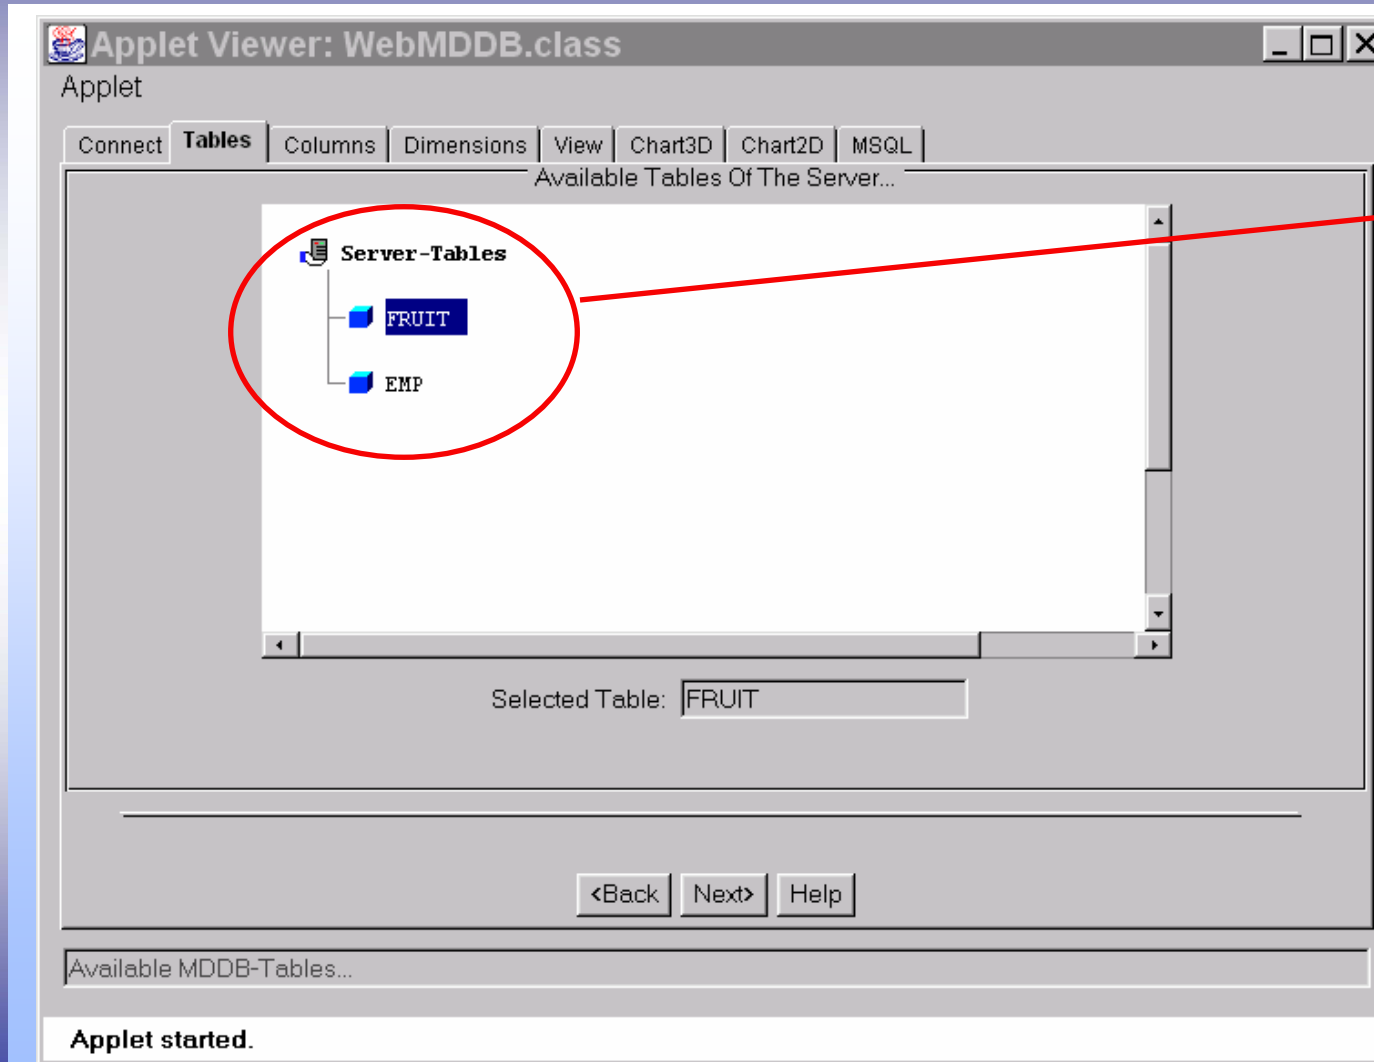 Applet Viewer: WebMDDB.class
Applet
Connect Tables Columns Dimensions View Chart3D Chart2D MSQL
Available Tables Of The Server...
Server-Tables
FRUIT
EMP
Selected Table: FRUIT
<Back Next> Help
Available MDDB-Tables...
Applet started.